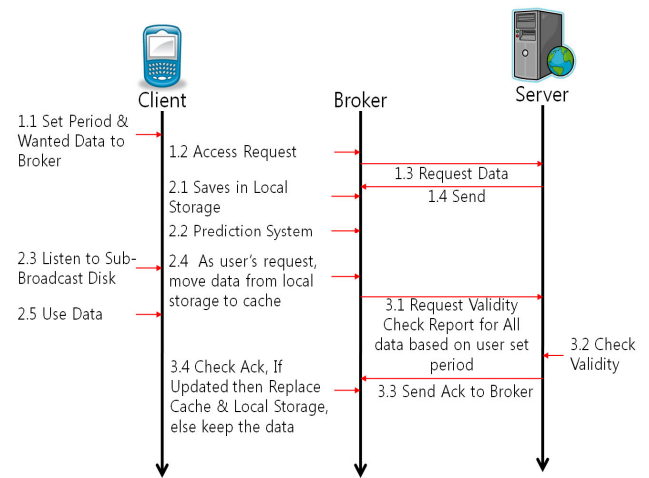 Client
Broker
Server
1.1 Set Period &
Wanted Data to
Broker
1.2 Access Request
1.3 Request Data
2.1 Saves in Local
Storage
1.4 Send
2.2 Prediction System
2.3 Listen to Sub-
Broadcast Disk
2.4 As user's request,
move data from local
storage to cache
2.5 Use Data
3.1 Request Validity
Check Report for All
data based on user set
period
3.2 Check
Validity
3.4 Check Ack, If
Updated then Replace
Cache & Local Storage,
else keep the data
3.3 Send Ack to Broker